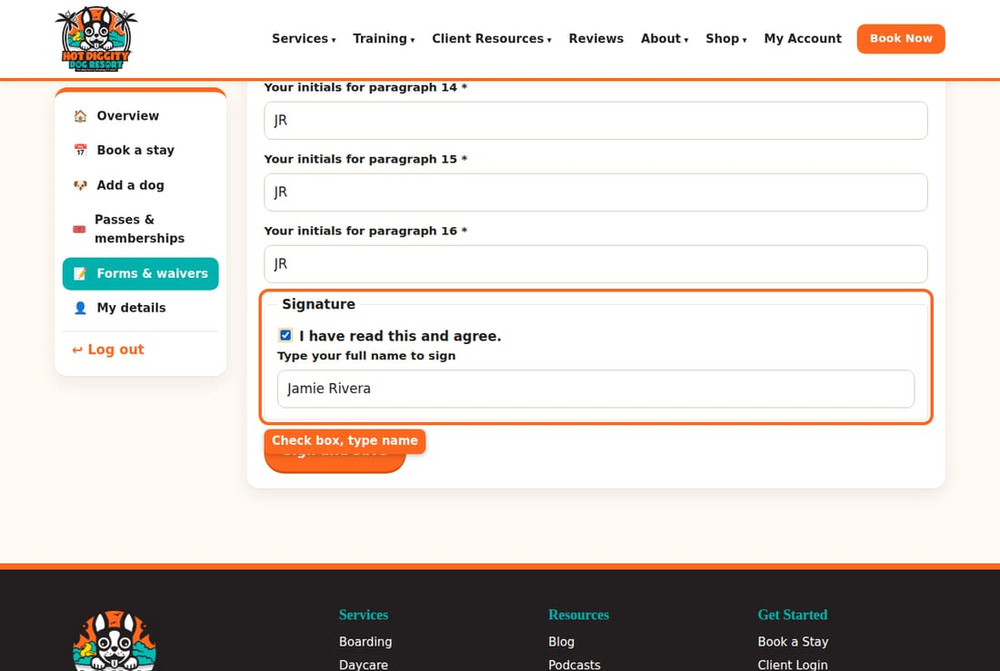 HOT DIGGITY
DOG RESORT
Services ▾
Training ▾
Client Resources ▾
Reviews
About ▾
Shop ▾
My Account
Book Now
Overview
Book a stay
Add a dog
Passes &
memberships
Forms & waivers
My details
↩ Log out
Your initials for paragraph 14 *
JR
Your initials for paragraph 15 *
JR
Your initials for paragraph 16 *
JR
Signature
I have read this and agree.
Type your full name to sign
Jamie Rivera
Check box, type name
Services
Boarding
Daycare
Resources
Blog
Podcasts
Get Started
Book a Stay
Client Login